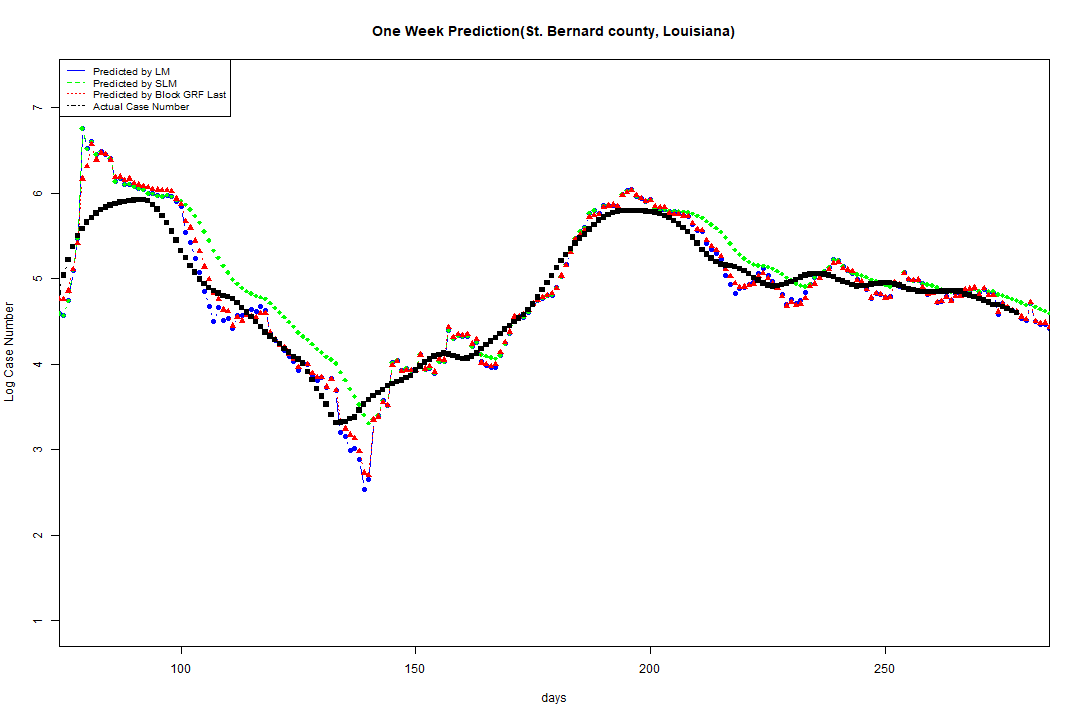 One Week Prediction(St. Bernard county, Louisiana)
Predicted by LM
Predicted by SLM
Predicted by Block GRF Last
Actual Case Number
7
6
5
4
3
2
1
Log Case Number
100 150 200 250
days